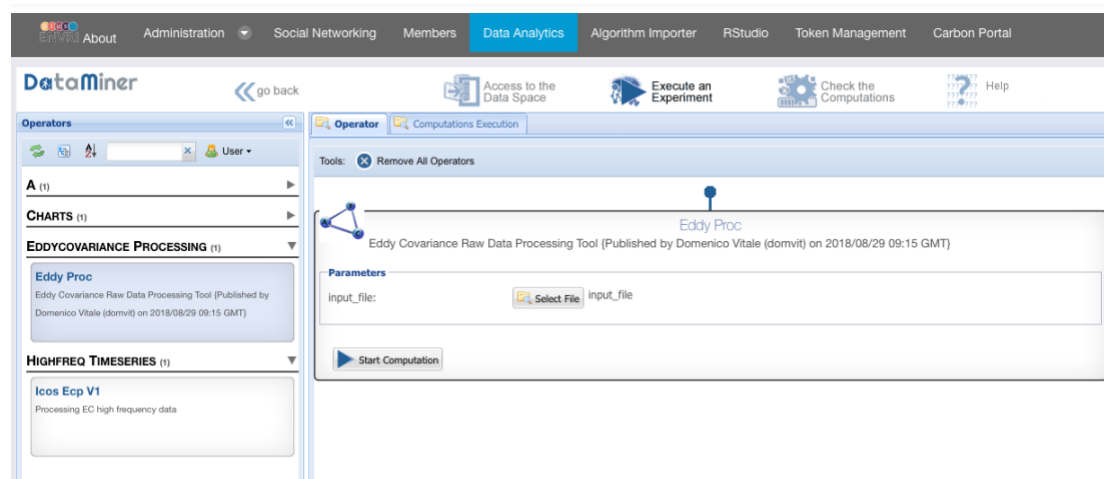 ENVRI About Administration Social Networking Members Data Analytics Algorithm Importer RStudio Token Management Carbon Portal
DataMiner
go back
Access to the
Data Space
Execute an
Experiment
Check the
Computations
Help
Operators
User
A (1)
CHARTS (1)
EDDYCOVARIANCE PROCESSING (1)
Eddy Proc
Eddy Covariance Raw Data Processing Tool {Published by
Domenico Vitale (domvit) on 2018/08/29 09:15 GMT}
HIGHFREQ TIMESERIES (1)
Icos Ecp V1
Processing EC high frequency data
Operator Computations Execution
Tools: Remove All Operators
Eddy Proc
Eddy Covariance Raw Data Processing Tool {Published by Domenico Vitale (domvit) on 2018/08/29 09:15 GMT}
Parameters
input_file: Select File input_file
Start Computation